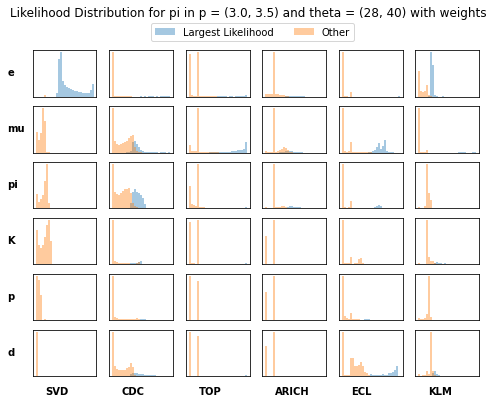 Likelihood Distribution for pi in p = (3.0, 3.5) and theta = (28, 40) with weights
Largest Likelihood Other
e
mu
pi
K
p
d
SVD CDC TOP ARICH ECL KLM